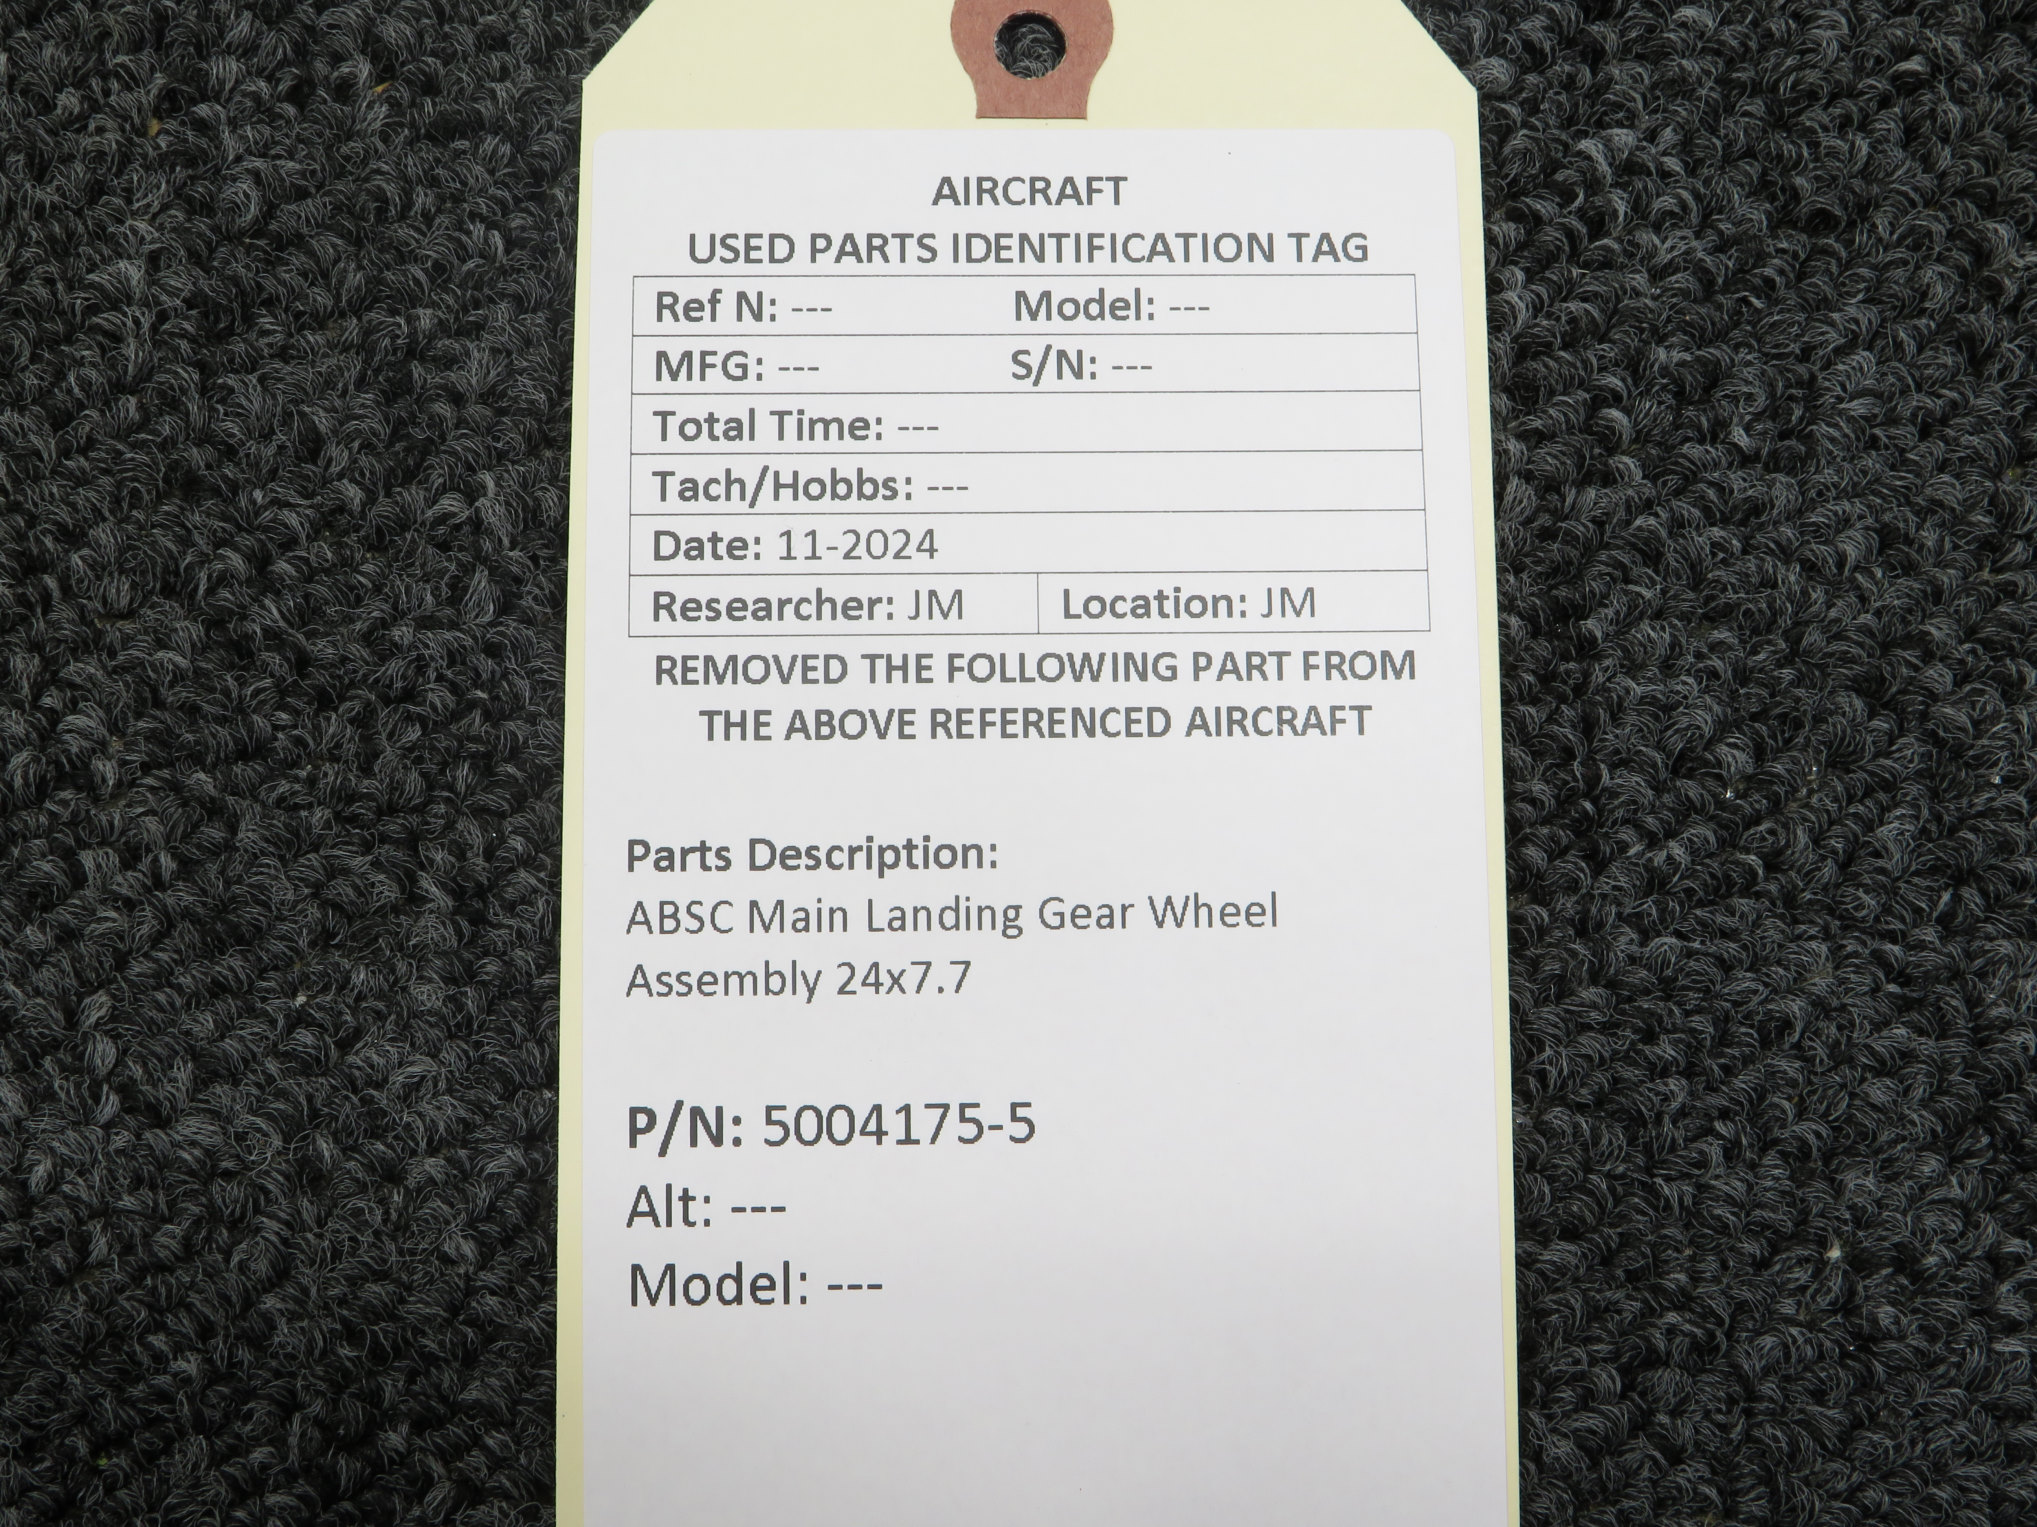 AIRCRAFT
USED PARTS IDENTIFICATION TAG
Ref N: --- Model: ---
MFG: --- S/N: ---
Total Time: ---
Tach/Hobbs: ---
Date: 11-2024
Researcher: JM Location: JM
REMOVED THE FOLLOWING PART FROM
THE ABOVE REFERENCED AIRCRAFT
Parts Description:
ABSC Main Landing Gear Wheel
Assembly 24x7.7
P/N: 5004175-5
Alt: ---
Model: ---